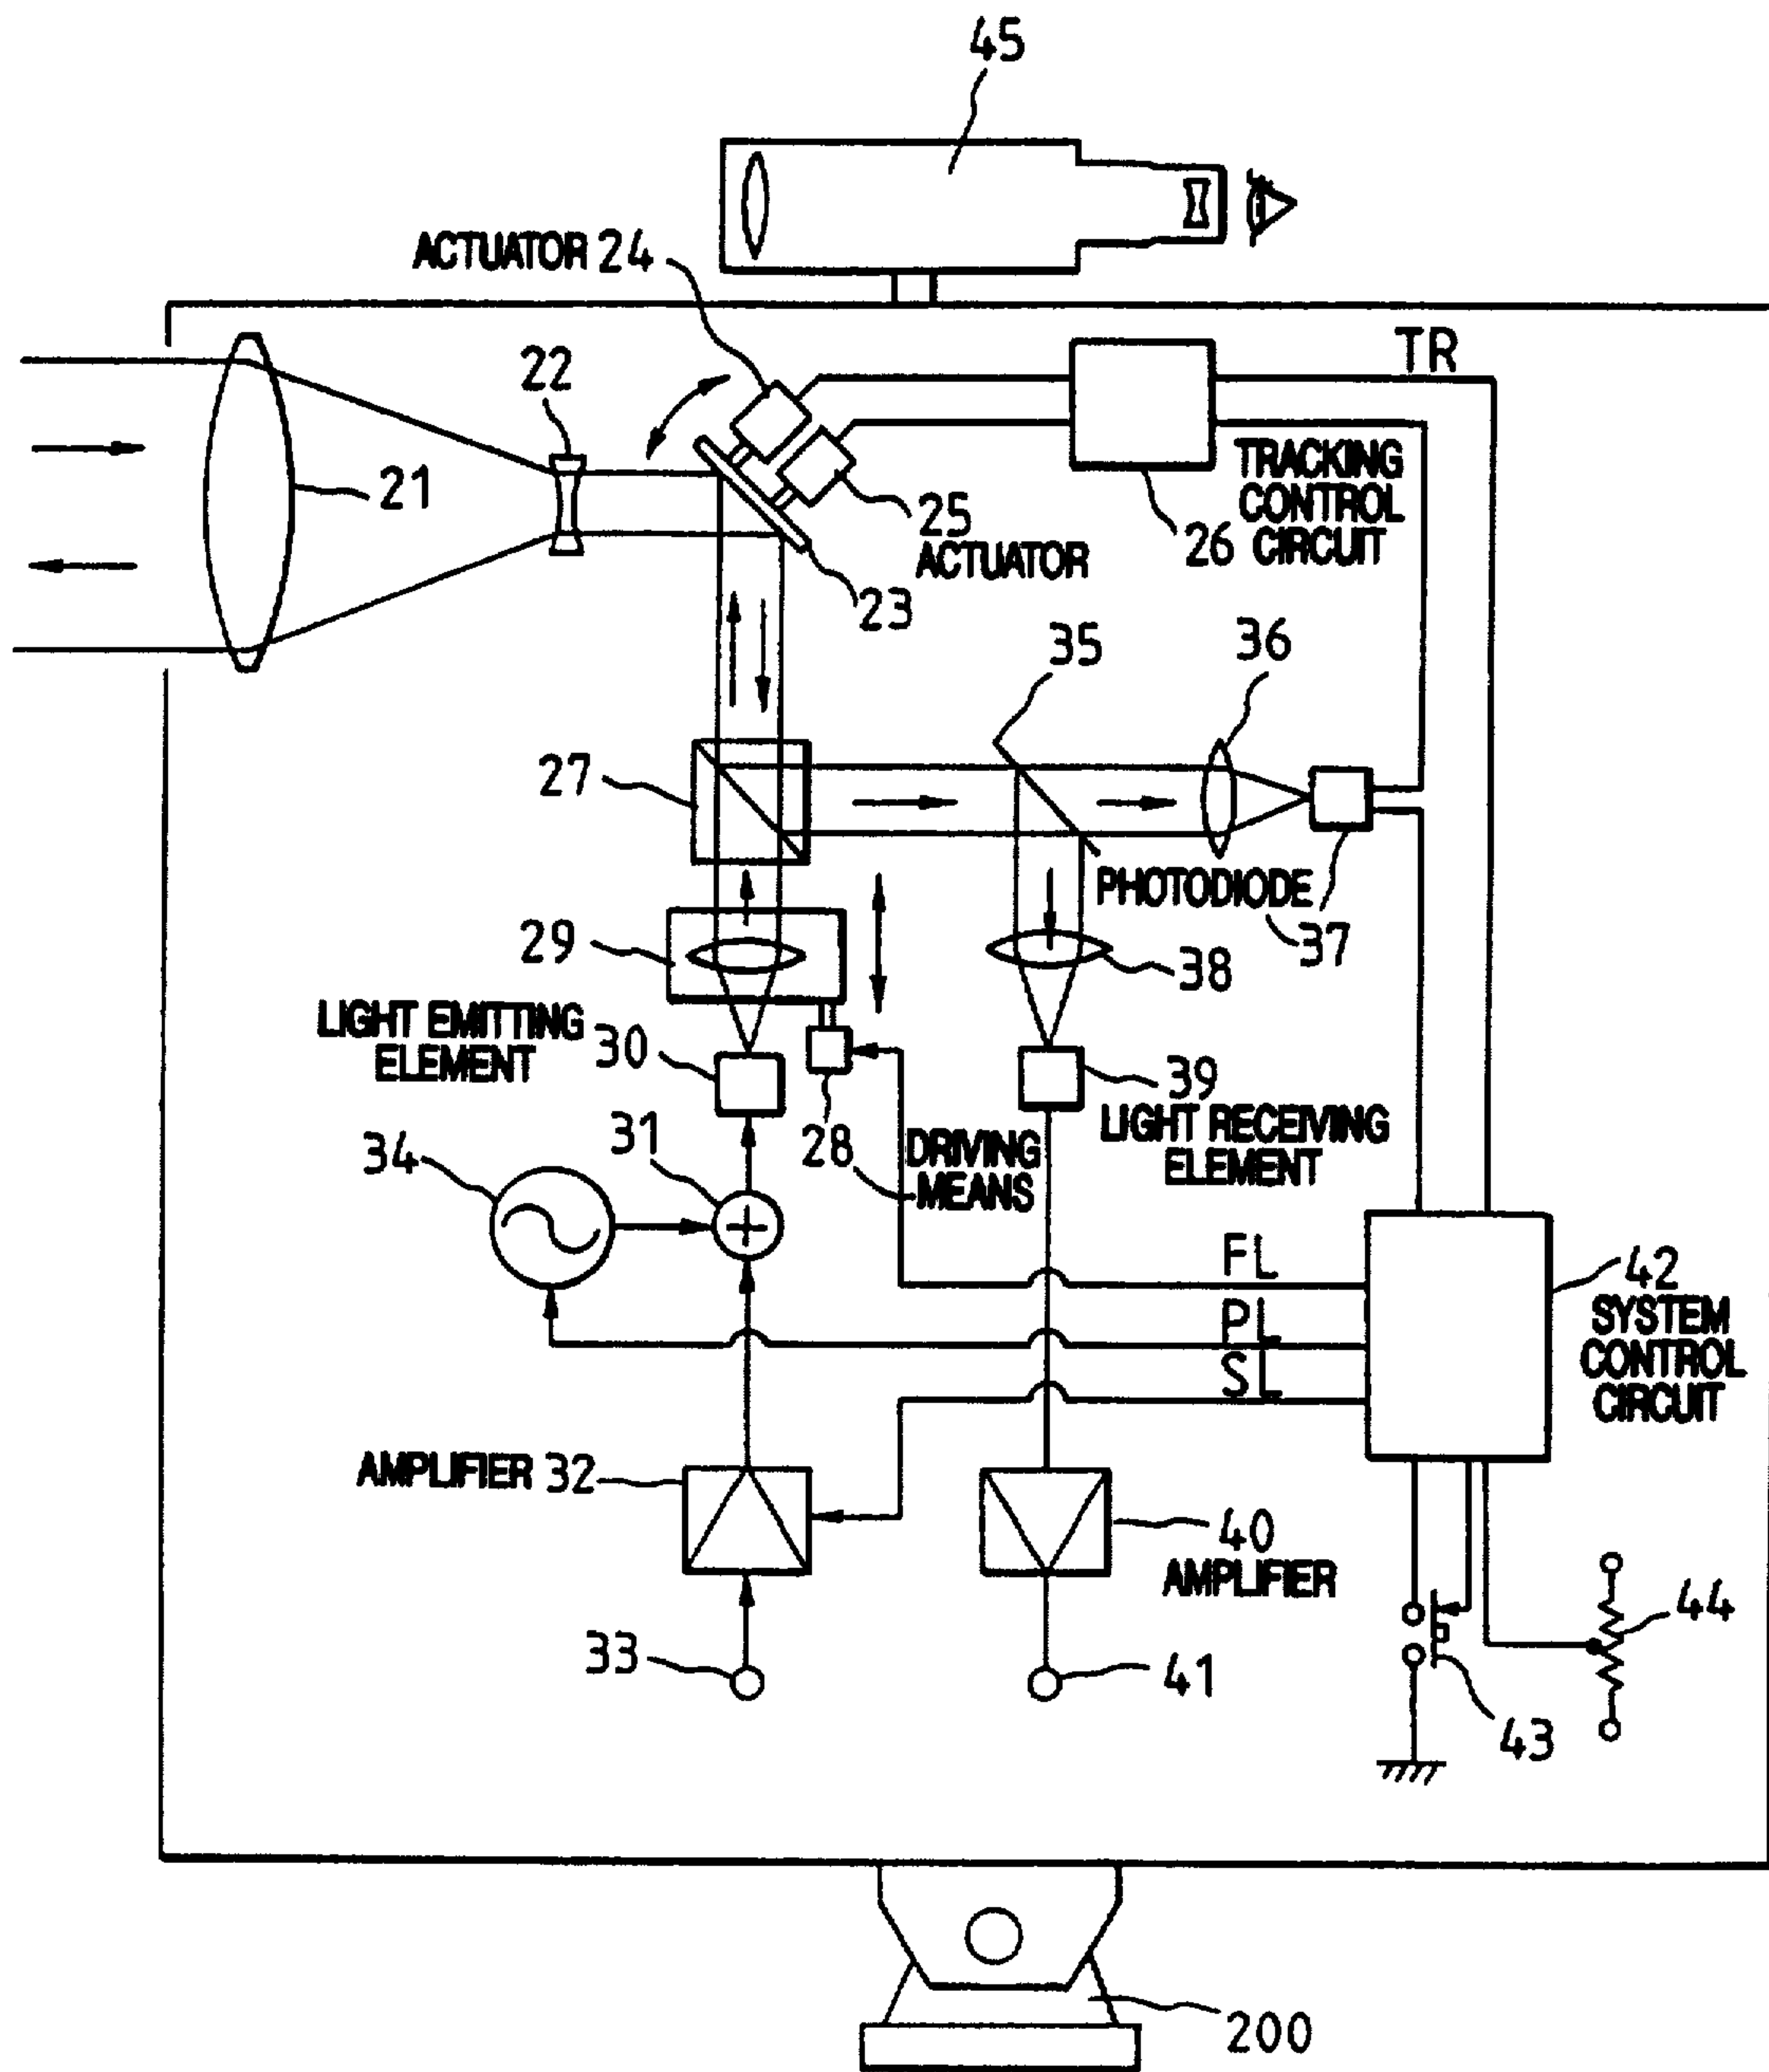 45
ACTUATOR 24
TR
22
21
25
ACTUATOR
TRACKING
CONTROL
26 CIRCUIT
23
35
36
27
PHOTODIODE
37
29
38
LIGHT EMITTING
ELEMENT
30
39
LIGHT RECEIVING
ELEMENT
31
28
DRIVING
MEANS
34
FL
PL
SL
42
SYSTEM
CONTROL
CIRCUIT
AMPLIFIER 32
40
AMPLIFIER
44
33
41
43
200